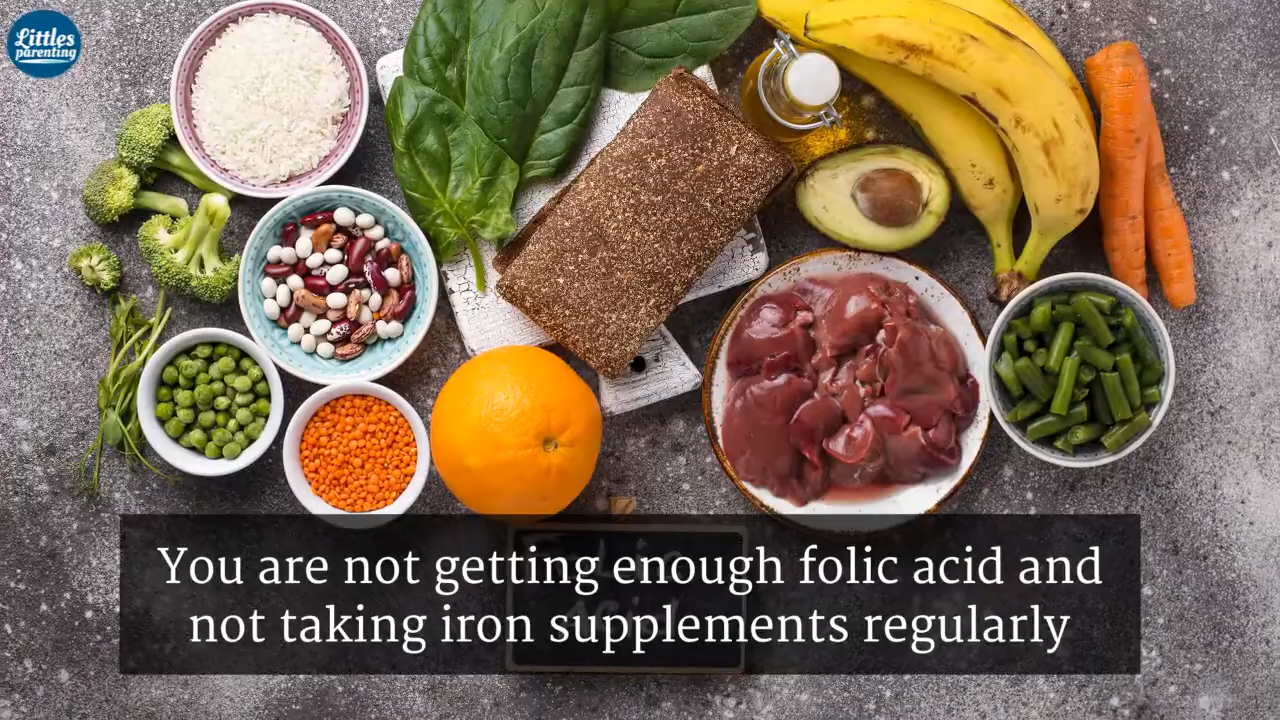 Littles
parenting
You are not getting enough folic acid and
not taking iron supplements regularly